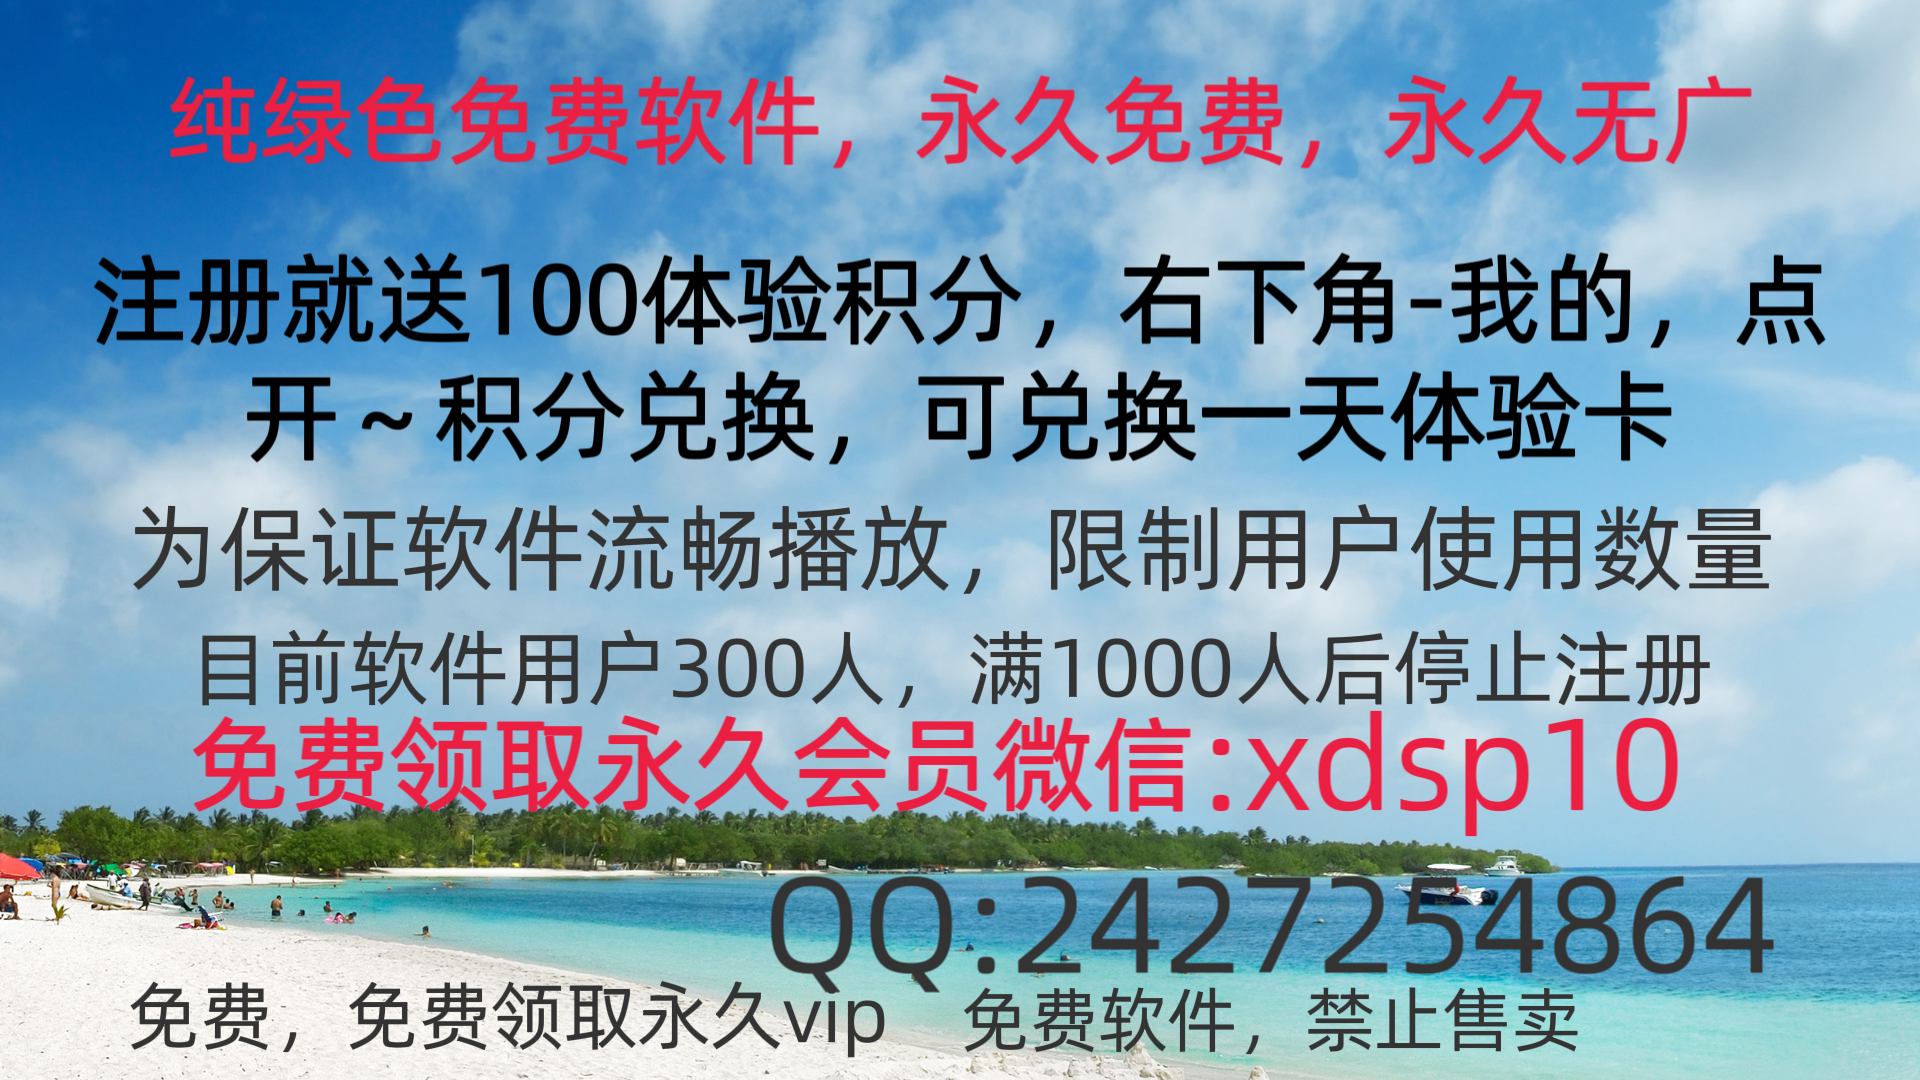 纯绿色免费软件，永久免费，永久无广
注册就送100体验积分，右下角-我的，点
开～积分兑换，可兑换一天体验卡
为保证软件流畅播放，限制用户使用数量
目前软件用户300人，满1000人后停止注册
免费领取永久会员微信:xdsp10
QQ:2427254864
免费，免费领取永久vip
免费软件，禁止售卖